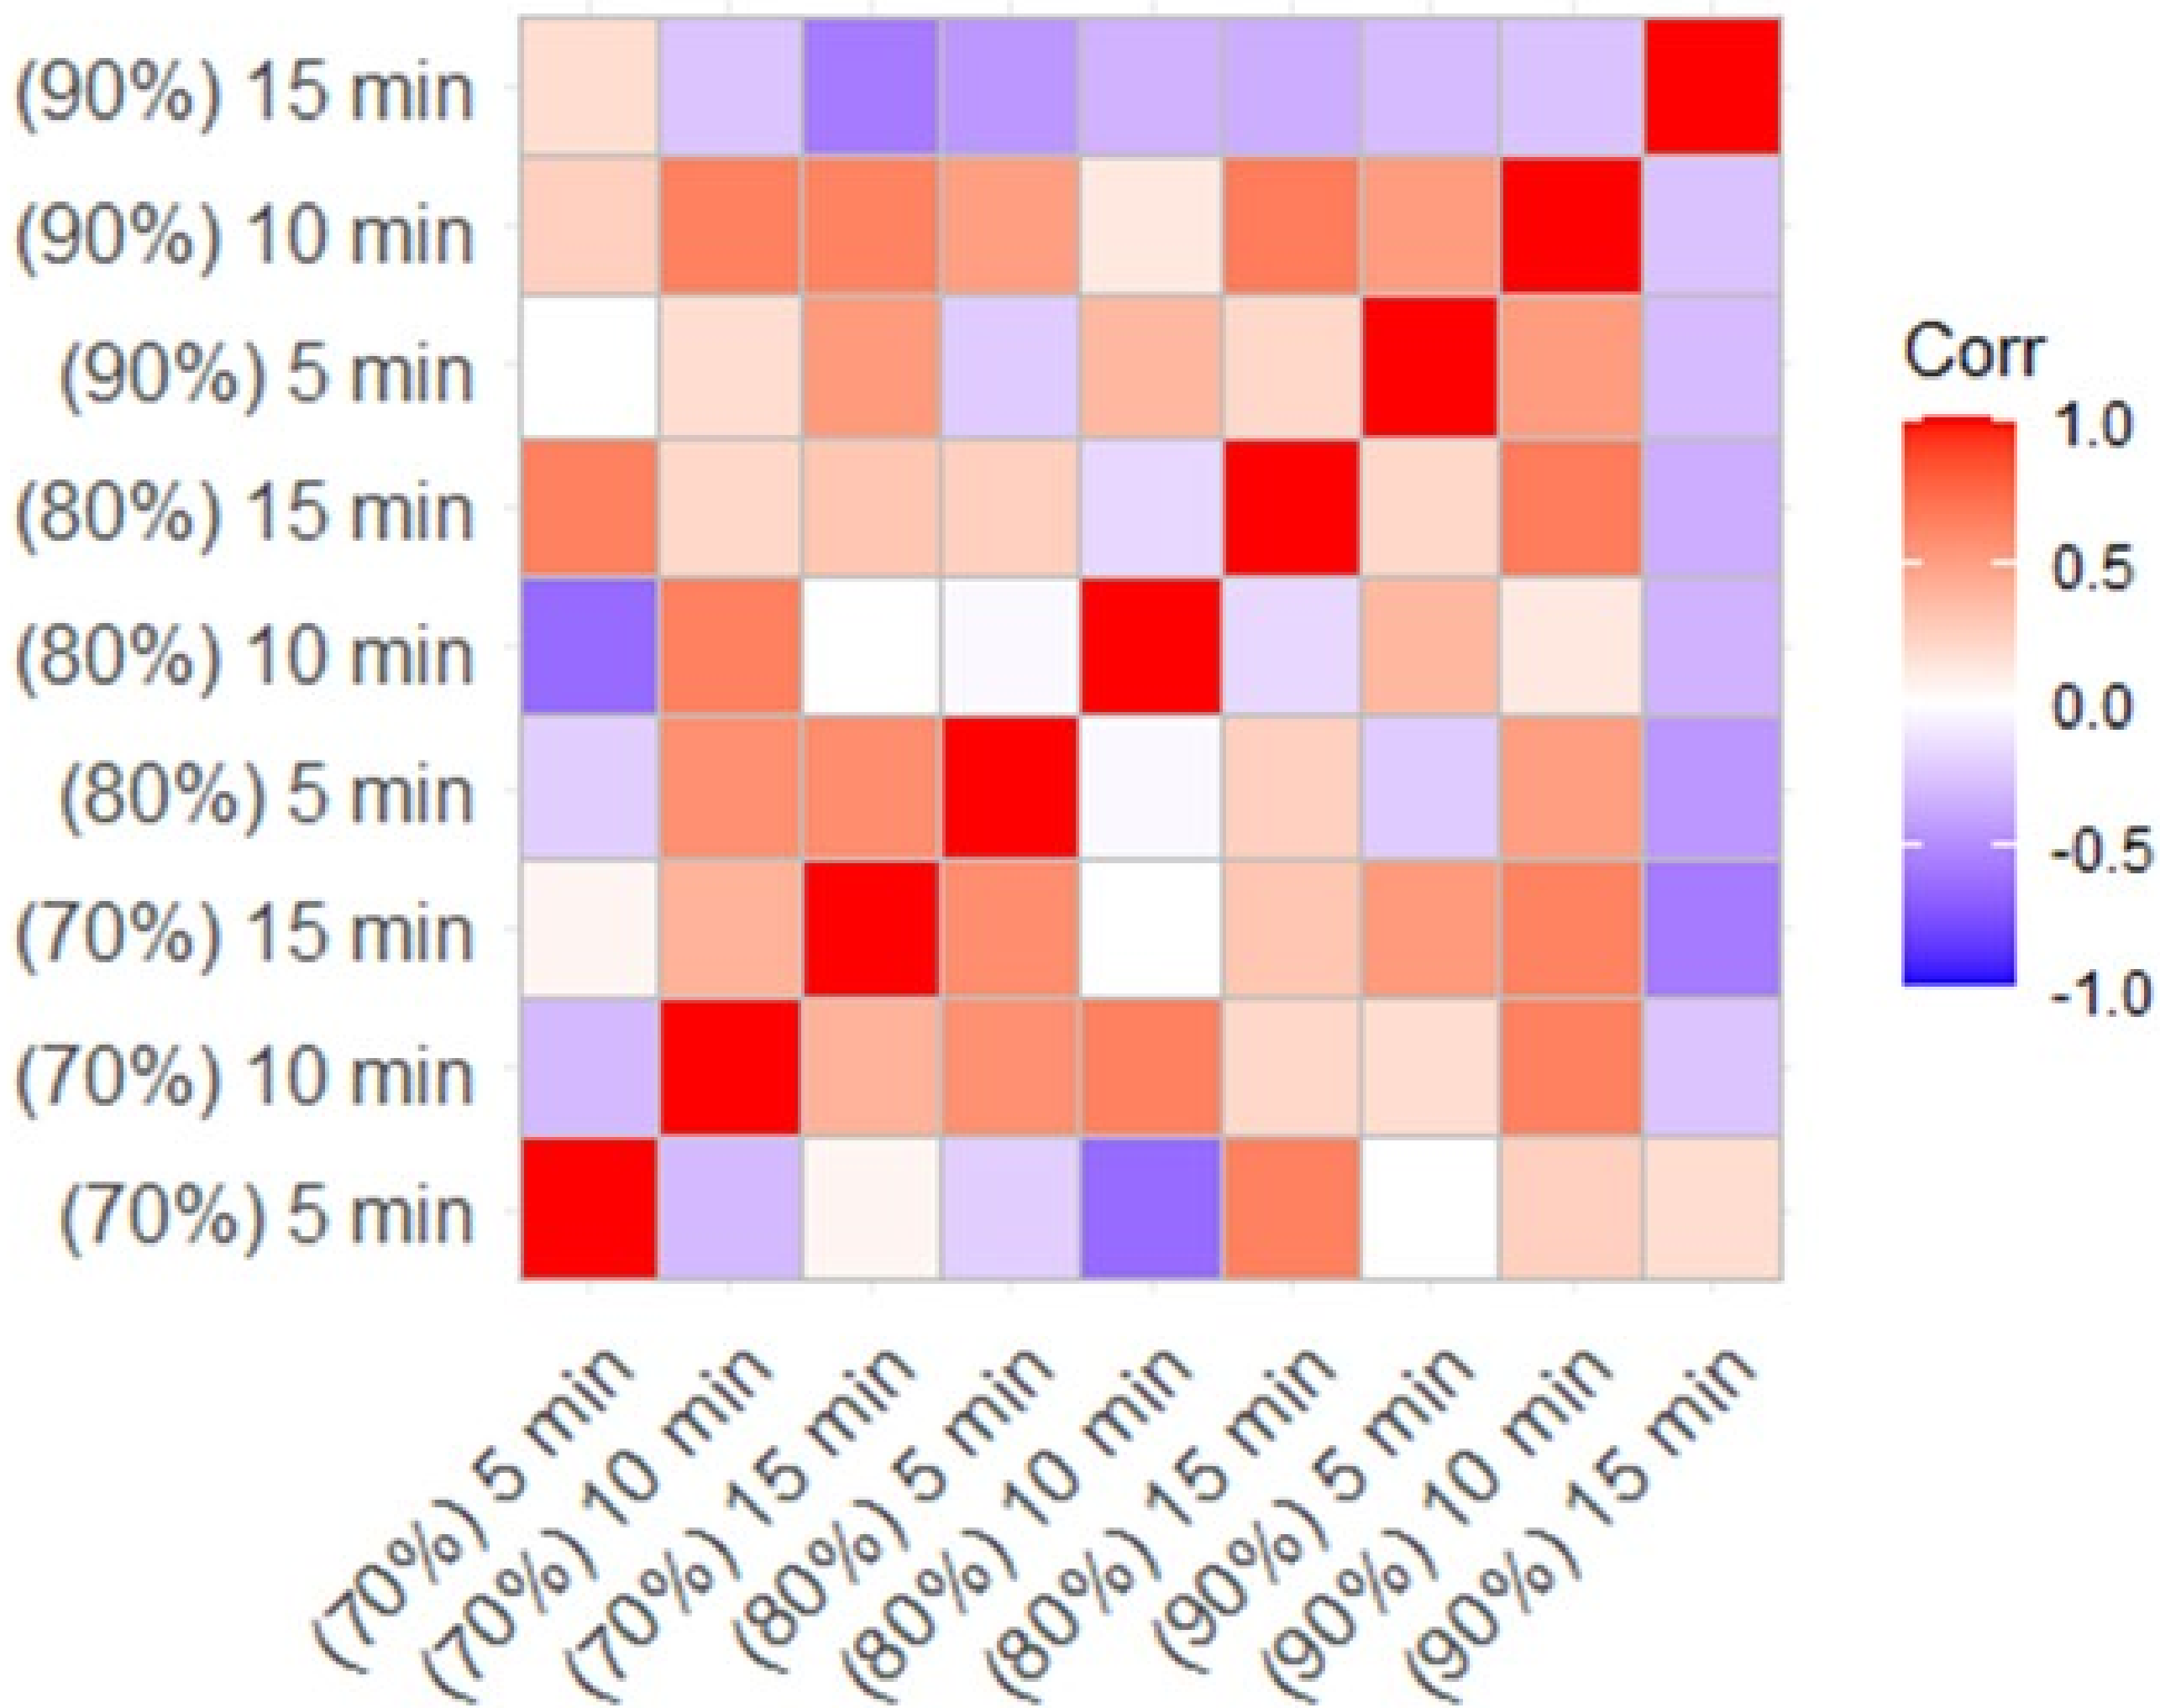 (90%) 15 min
(90%) 10 min
(90%) 5 min
(80%) 15 min
(80%) 10 min
(80%) 5 min
(70%) 15 min
(70%) 10 min
(70%) 5 min
(70%) 5 min
(70%) 10 min
(70%) 15 min
(80%) 5 min
(80%) 10 min
(80%) 15 min
(90%) 5 min
(90%) 10 min
(90%) 15 min
Corr
1.0
0.5
0.0
-0.5
-1.0